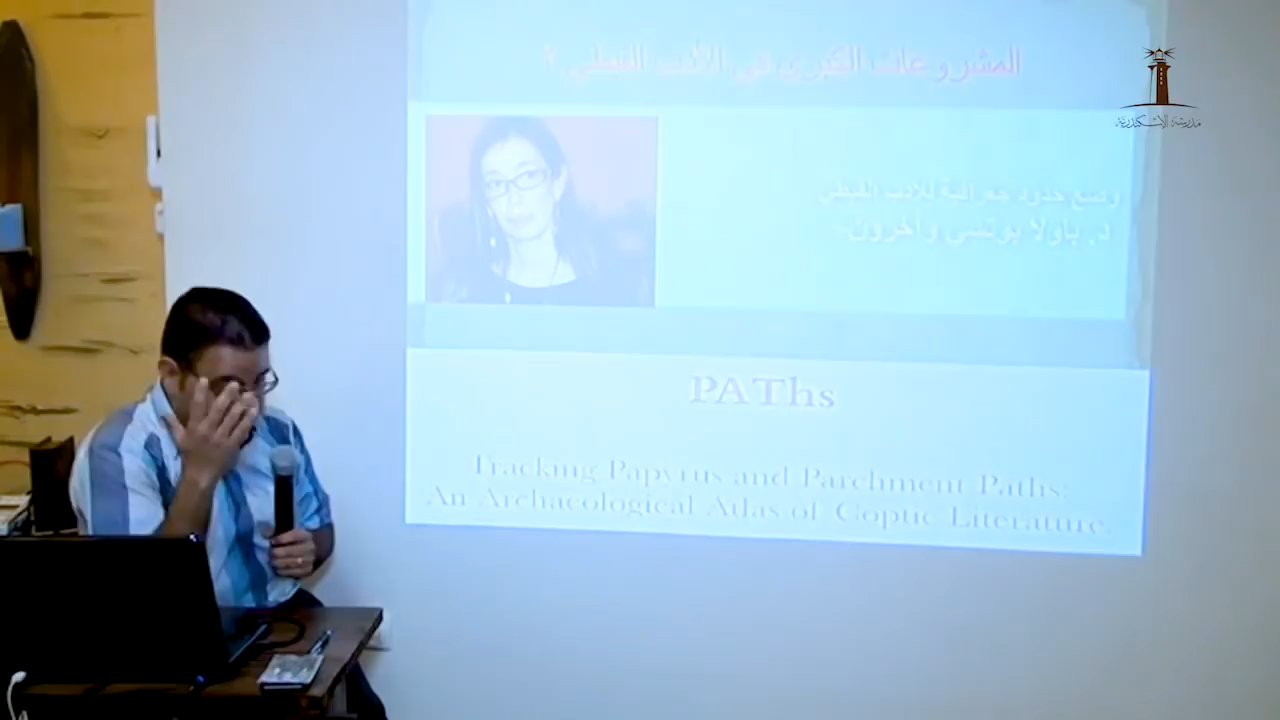 المشروعات الكبرى في الأدب القبطي ؟
مدرسة الإسكندرية
وضع حدود جغرافية للأدب القبطي
د. باولا بوتسي وآخرون.
PAThs
Tracking Papyrus and Parchment Paths:
An Archaeological Atlas of Coptic Literature.